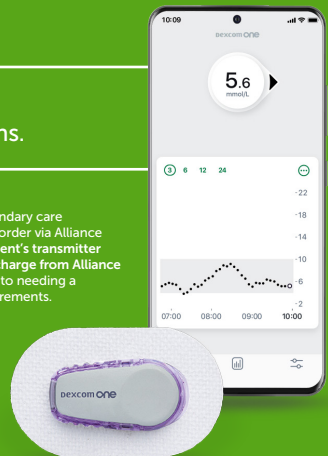 10:09
Dexcom ONE
5.6
mmol/L
ns.
3 6 12 24
22
18
14
10
6
2
07:00 08:00 09:00 10:00
ndary care
order via Alliance
ent's transmitter
charge from Alliance
to needing a
irements.
Dexcom ONE